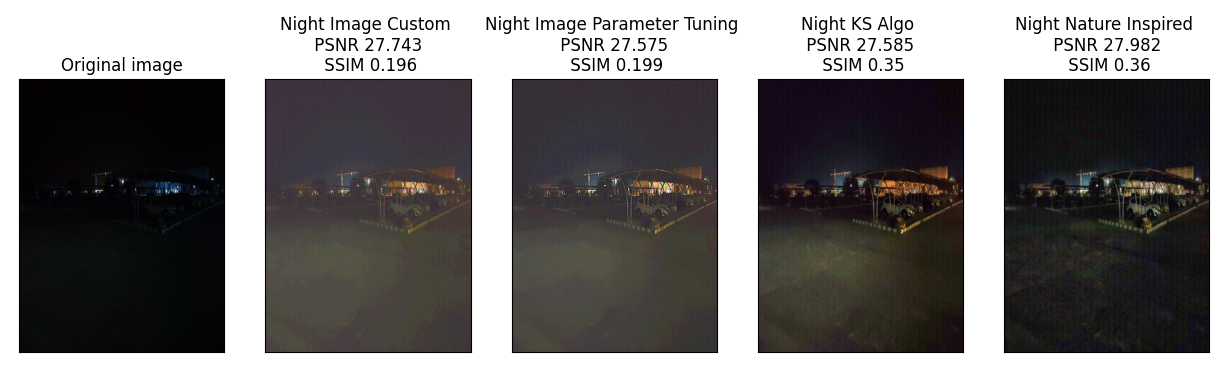 Original image
Night Image Custom
PSNR 27.743
SSIM 0.196
Night Image Parameter Tuning
PSNR 27.575
SSIM 0.199
Night KS Algo
PSNR 27.585
SSIM 0.35
Night Nature Inspired
PSNR 27.982
SSIM 0.36